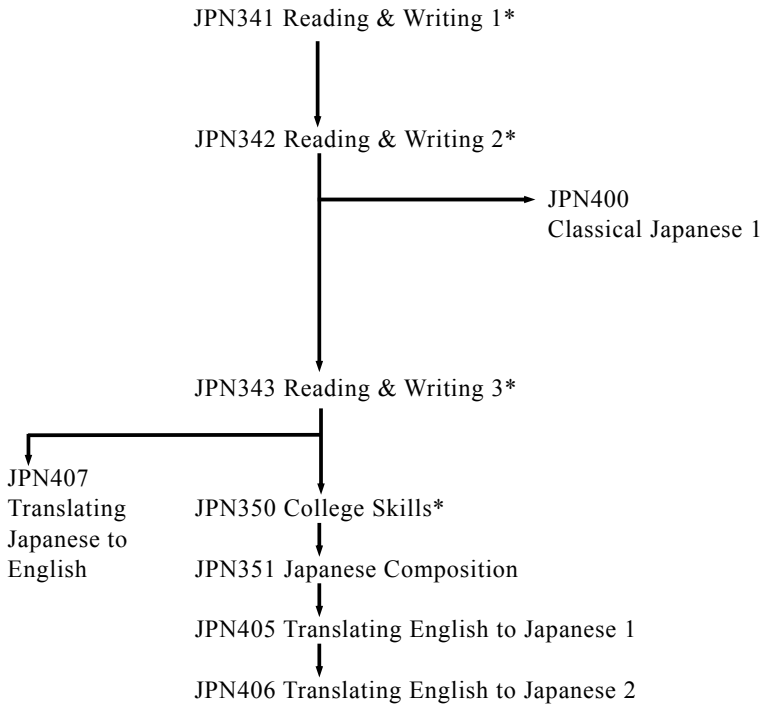 JPN341 Reading & Writing 1*
JPN342 Reading & Writing 2*
JPN400
Classical Japanese 1
JPN343 Reading & Writing 3*
JPN407
Translating
Japanese to
English
JPN350 College Skills*
JPN351 Japanese Composition
JPN405 Translating English to Japanese 1
JPN406 Translating English to Japanese 2